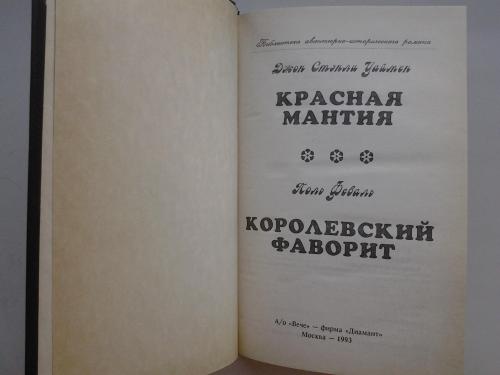 Библиотека авантюрно-исторического романа
Джон Стэнли Уаймен
КРАСНАЯ
МАНТИЯ
Поль Феваль
КОРОЛЕВСКИЙ
ФАВОРИТ
А/о «Вече» — фирма «Диамант»
Москва — 1993